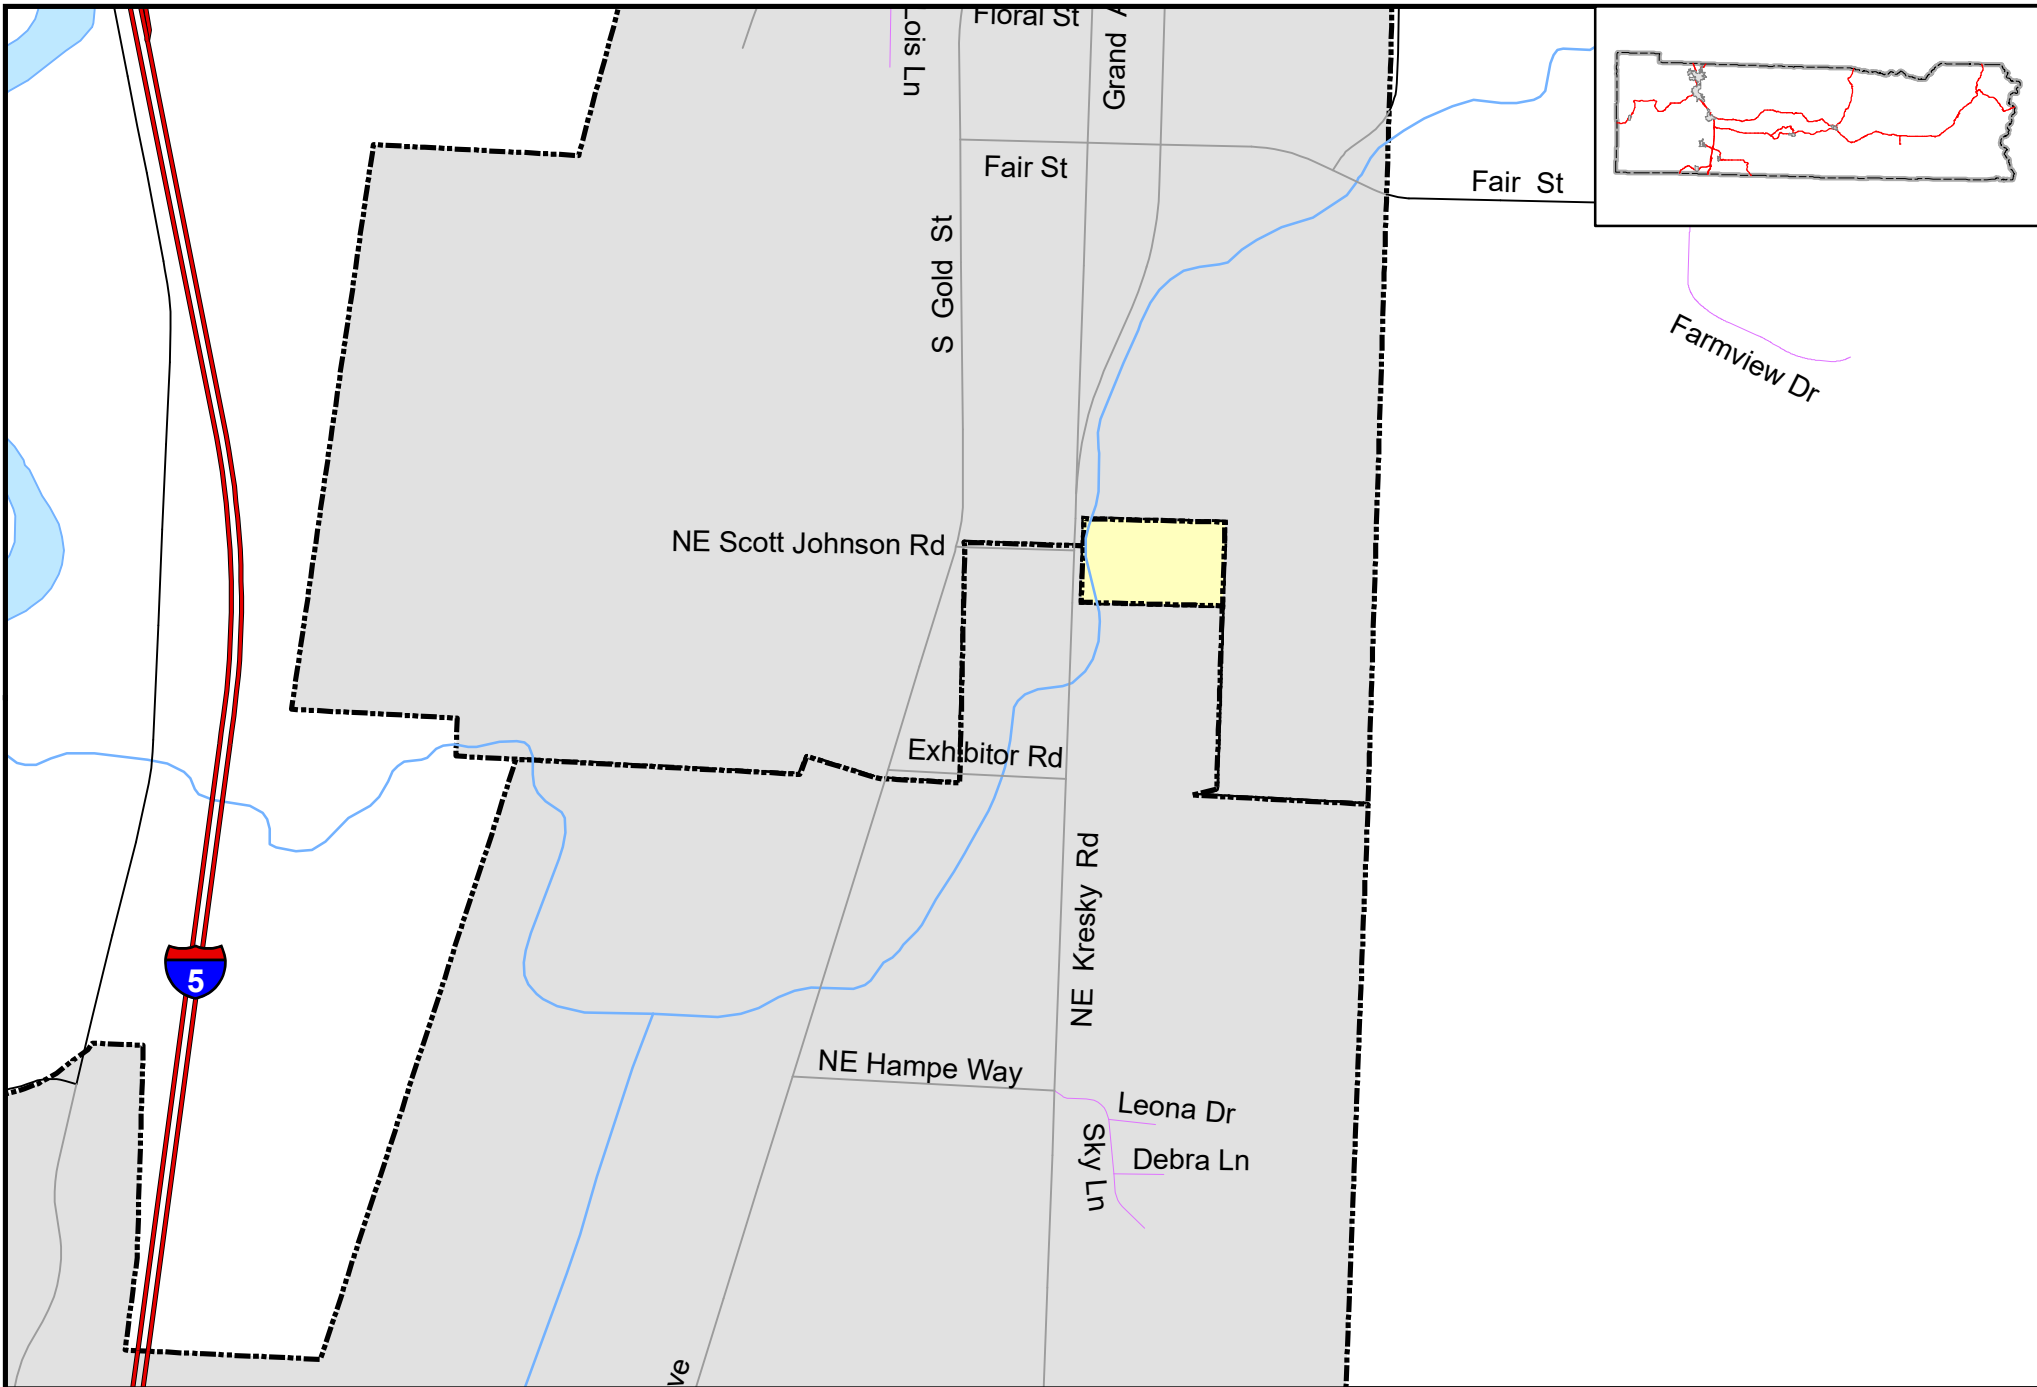 Floral St
Lois Ln
Grand
Fair St
Fair St
S Gold St
Farmview Dr
NE Scott Johnson Rd
Exhibitor Rd
NE Kresky Rd
5
NE Hampe Way
Leona Dr
Sky Ln
Debra Ln